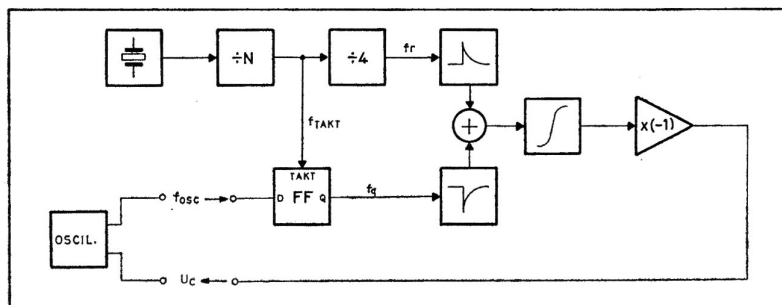 ÷N
÷4
fr
fTAKT
+
∫
x(-1)
TAKT
D FF Q
fq
fosc
OSCIL.
Uc